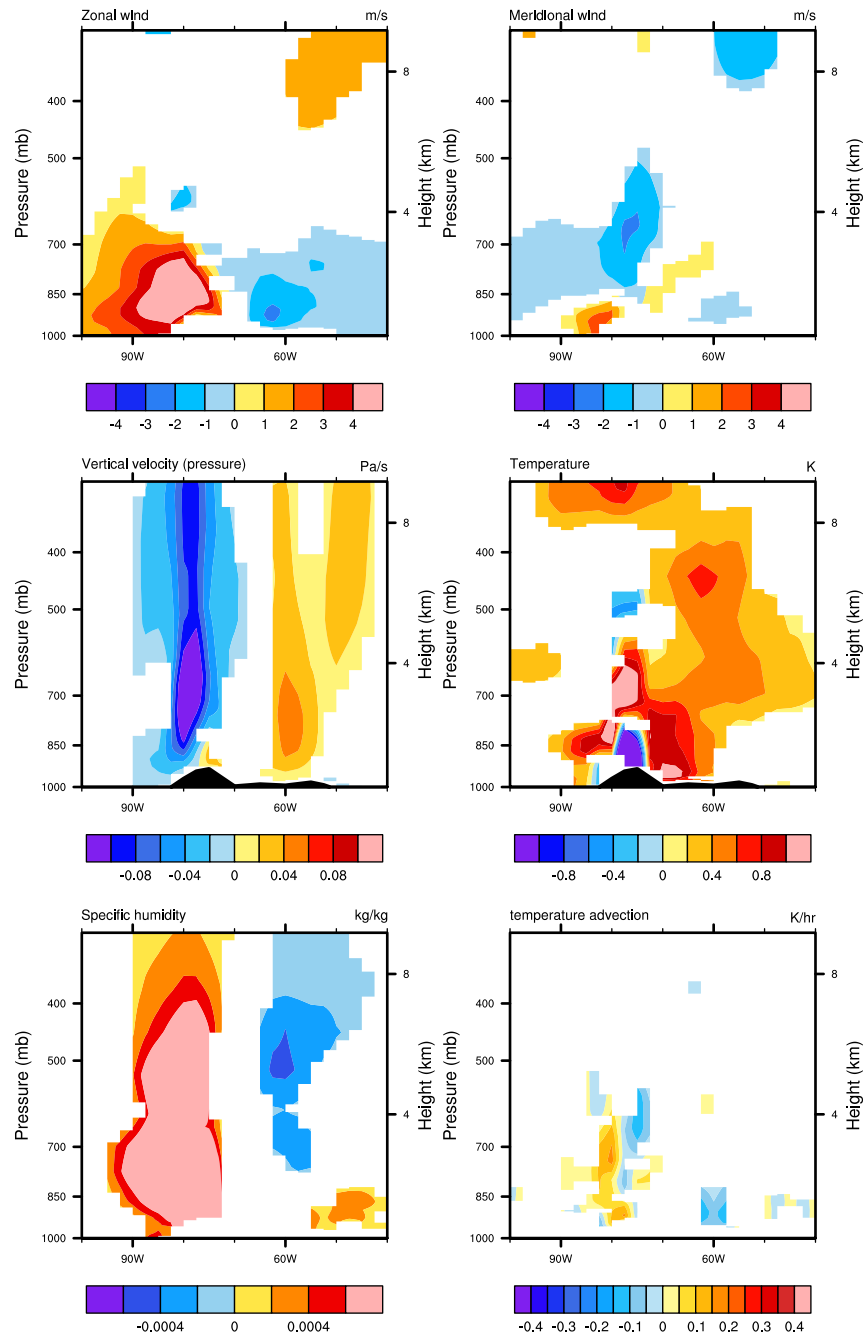 Zonal wind m/s
Pressure (mb)
400
500
700
850
1000
8
4
Height (km)
90W 60W
-4 -3 -2 -1 0 1 2 3 4
Meridional wind m/s
Pressure (mb)
400
500
700
850
1000
8
4
Height (km)
90W 60W
-4 -3 -2 -1 0 1 2 3 4
Vertical velocity (pressure) Pa/s
Pressure (mb)
400
500
700
850
1000
8
4
Height (km)
90W 60W
-0.08 -0.04 0 0.04 0.08
Temperature K
Pressure (mb)
400
500
700
850
1000
8
4
Height (km)
90W 60W
-0.8 -0.4 0 0.4 0.8
Specific humidity kg/kg
Pressure (mb)
400
500
700
850
1000
8
4
Height (km)
90W 60W
-0.0004 0 0.0004
temperature advection K/hr
Pressure (mb)
400
500
700
850
1000
8
4
Height (km)
90W 60W
-0.4 -0.3 -0.2 -0.1 0 0.1 0.2 0.3 0.4